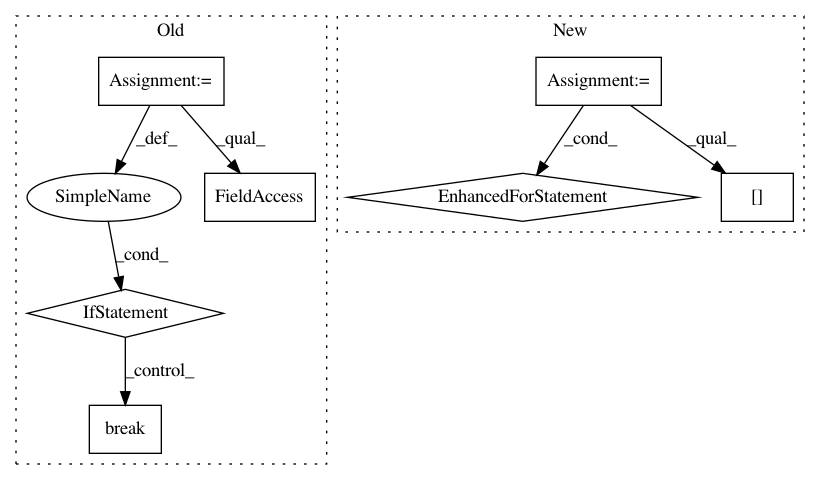 Old
New
Assignment:=
Assignment:=
_def_
_qual_
_cond_
_qual_
SimpleName
FieldAccess
EnhancedForStatement
[]
_cond_
IfStatement
_control_
break